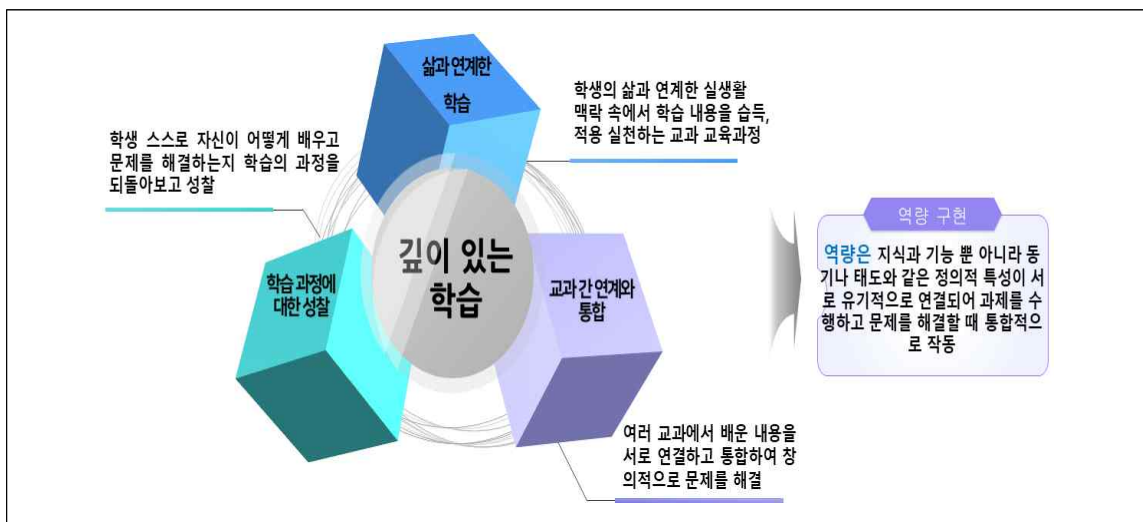 삶과 연계한
학습
학생의 삶과 연계한 실생활
맥락 속에서 학습 내용을 습득,
적용 실천하는 교과 교육과정
학생 스스로 자신이 어떻게 배우고
문제를 해결하는지 학습의 과정을
되돌아보고 성찰
깊이 있는
학습
학습 과정에
대한 성찰
교과 간 연계와
통합
여러 교과에서 배운 내용을
서로 연결하고 통합하여 창
의적으로 문제를 해결
역량 구현
역량은 지식과 기능 뿐 아니라 동
기나 태도와 같은 정의적 특성이 서
로 유기적으로 연결되어 과제를 수
행하고 문제를 해결할 때 통합적으
로 작동